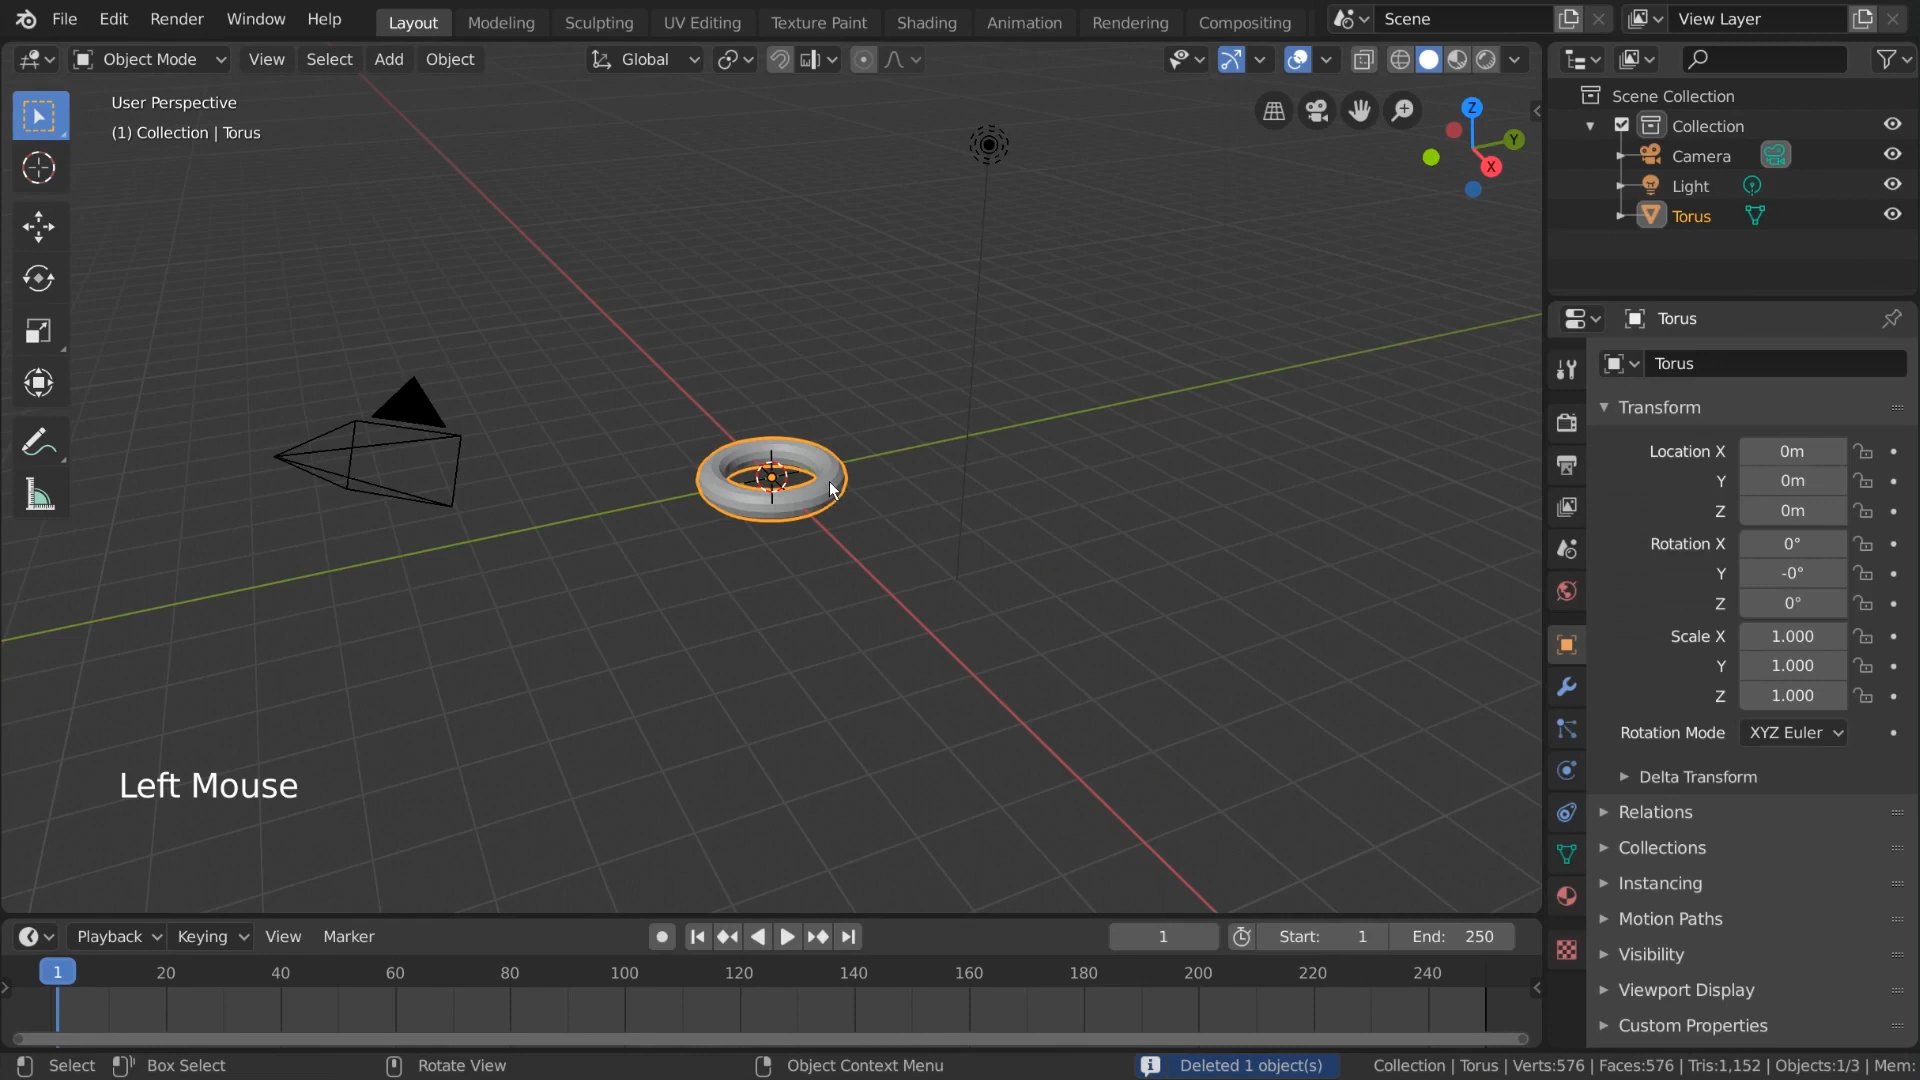 File Edit Render Window Help Layout Modeling Sculpting UV Editing Texture Paint Shading Animation Rendering Compositing Scene View Layer
Object Mode View Select Add Object Global
User Perspective
(1) Collection | Torus
Z
Y
X
Left Mouse
Scene Collection
Collection
Camera
Light
Torus
Torus
Torus
Transform
Location X 0m
Y 0m
Z 0m
Rotation X 0°
Y -0°
Z 0°
Scale X 1.000
Y 1.000
Z 1.000
Rotation Mode XYZ Euler
Delta Transform
Relations
Collections
Instancing
Motion Paths
Visibility
Viewport Display
Custom Properties
Playback Keying View Marker 1 Start: 1 End: 250
1 20 40 60 80 100 120 140 160 180 200 220 240
Select Box Select Rotate View Object Context Menu Deleted 1 object(s) Collection | Torus | Verts:576 | Faces:576 | Tris:1,152 | Objects:1/3 | Mem: